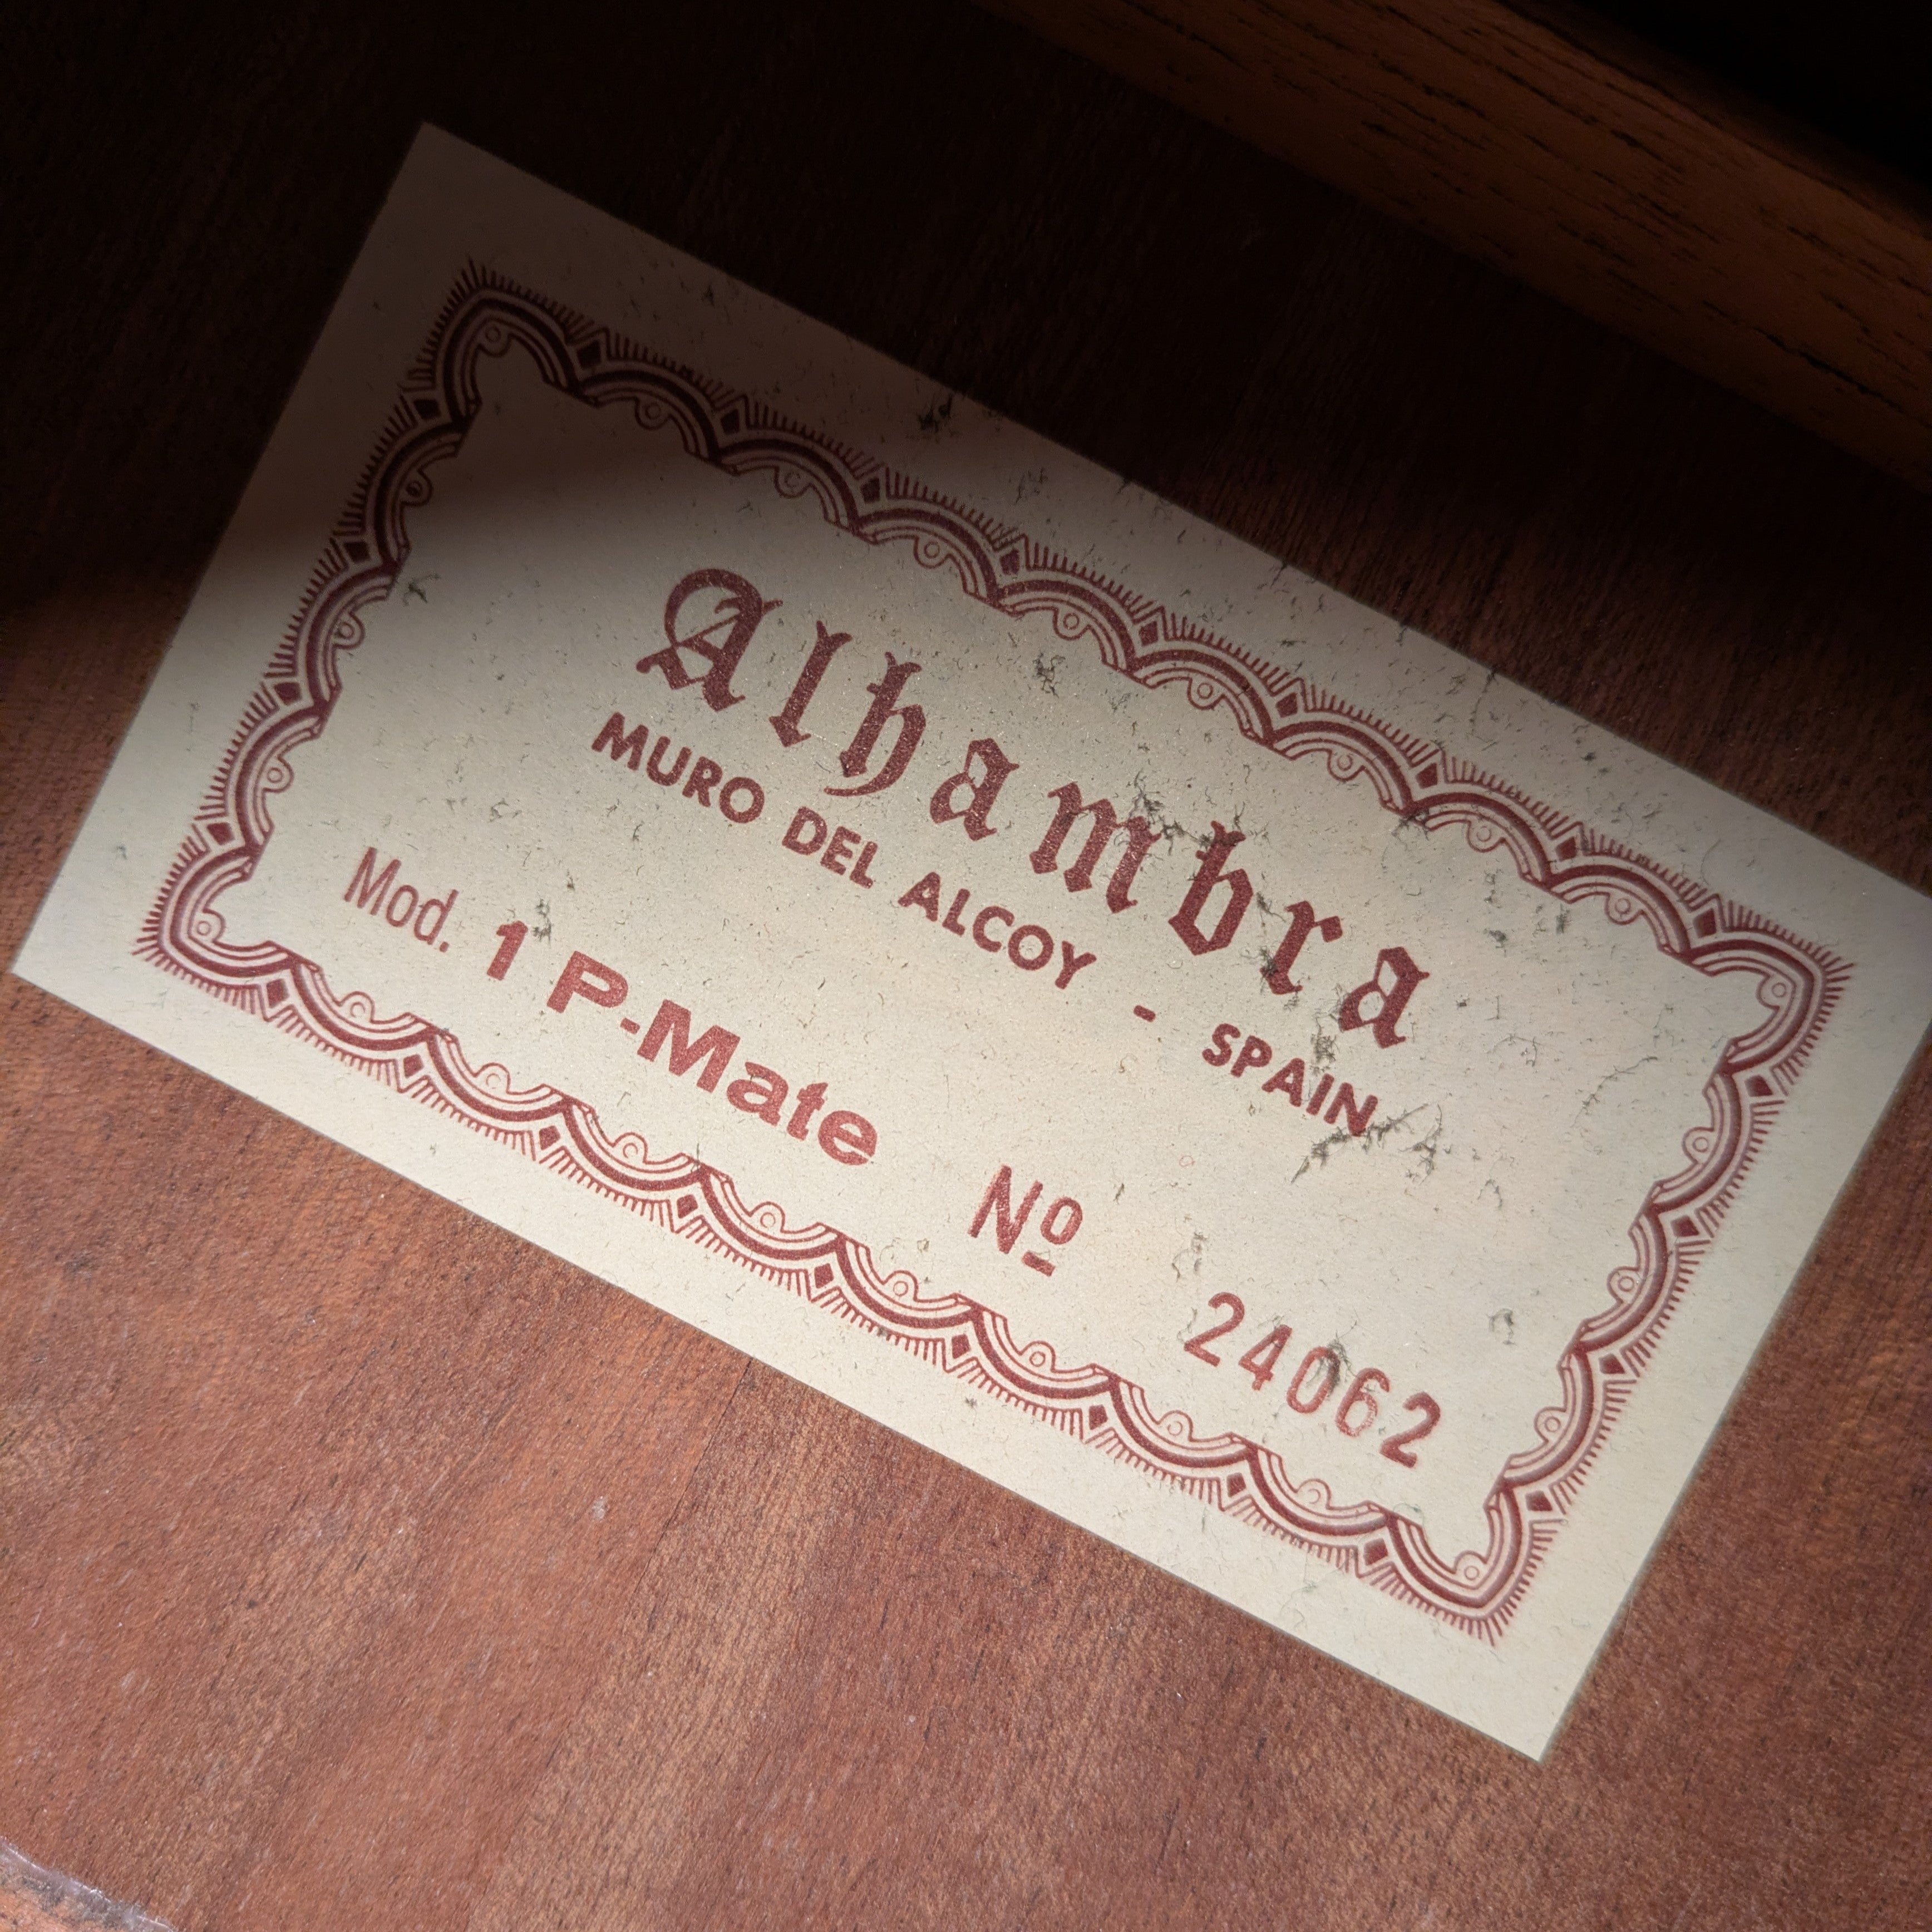 Alhambra
MURO DEL ALCOY - SPAIN
Mod. 1 P-Mate Nº 24062